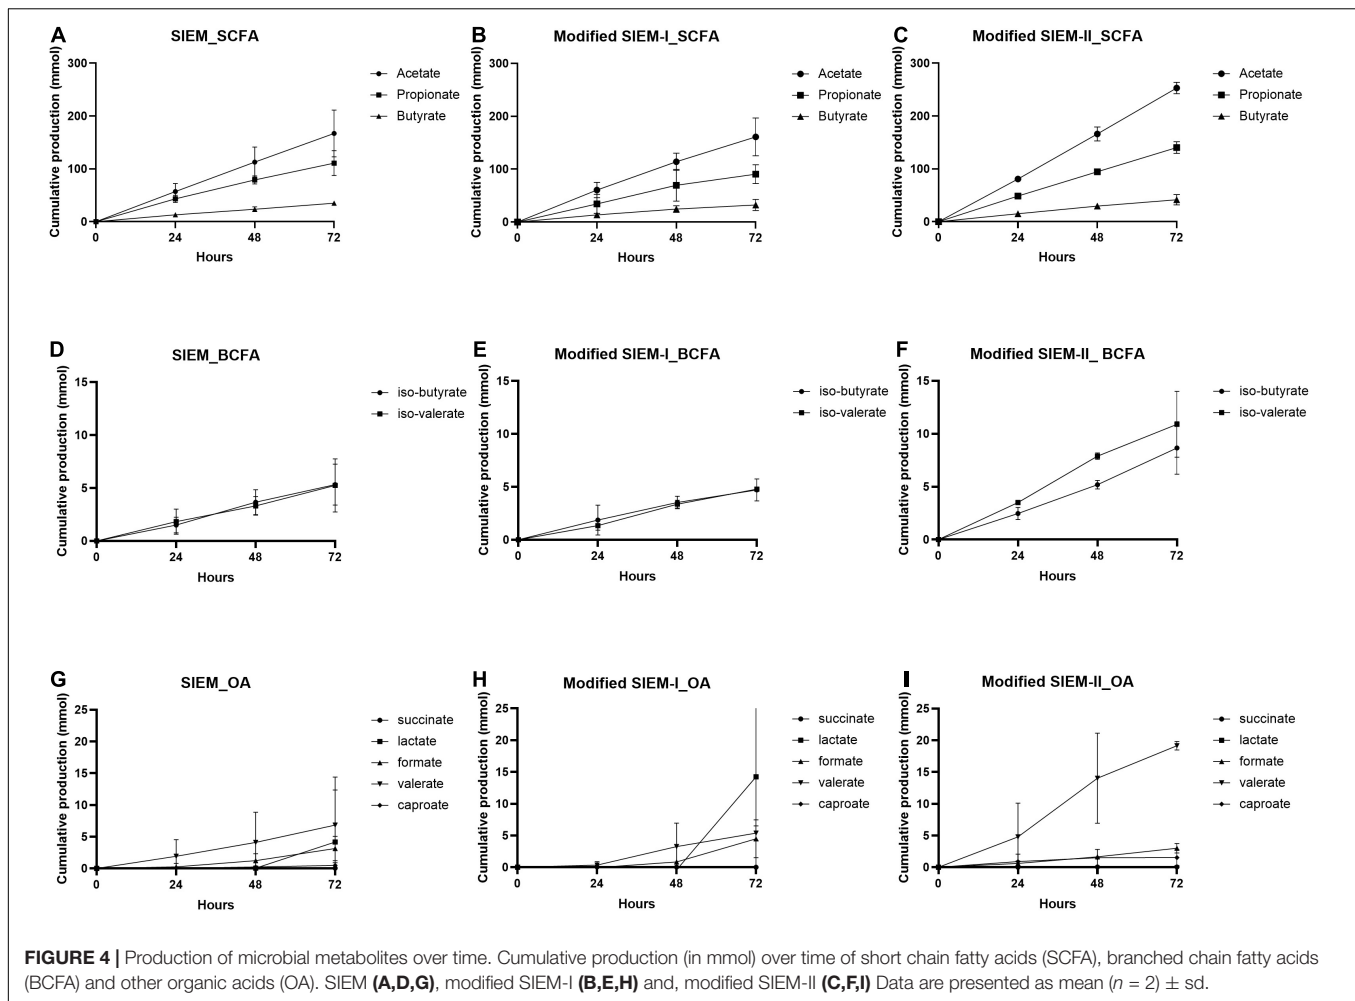 A
SIEM_SCFA
Cumulative production (mmol)
300
200
100
0
0 24 48 72
Hours
Acetate
Propionate
Butyrate
B
Modified SIEM-I_SCFA
Cumulative production (mmol)
300
200
100
0
0 24 48 72
Hours
Acetate
Propionate
Butyrate
C
Modified SIEM-II_SCFA
Cumulative production (mmol)
300
200
100
0
0 24 48 72
Hours
Acetate
Propionate
Butyrate
D
SIEM_BCFA
Cumulative production (mmol)
15
10
5
0
0 24 48 72
Hours
iso-butyrate
iso-valerate
E
Modified SIEM-I_BCFA
Cumulative production (mmol)
15
10
5
0
0 24 48 72
Hours
iso-butyrate
iso-valerate
F
Modified SIEM-II_ BCFA
Cumulative production (mmol)
15
10
5
0
0 24 48 72
Hours
iso-butyrate
iso-valerate
G
SIEM_OA
Cumulative production (mmol)
25
20
15
10
5
0
0 24 48 72
Hours
succinate
lactate
formate
valerate
caproate
H
Modified SIEM-I_OA
Cumulative production (mmol)
25
20
15
10
5
0
0 24 48 72
Hours
succinate
lactate
formate
valerate
caproate
I
Modified SIEM-II_OA
Cumulative production (mmol)
25
20
15
10
5
0
0 24 48 72
Hours
succinate
lactate
formate
valerate
caproate
FIGURE 4 | Production of microbial metabolites over time. Cumulative production (in mmol) over time of short chain fatty acids (SCFA), branched chain fatty acids
(BCFA) and other organic acids (OA). SIEM (A,D,G), modified SIEM-I (B,E,H) and, modified SIEM-II (C,F,I) Data are presented as mean (n = 2) ± sd.